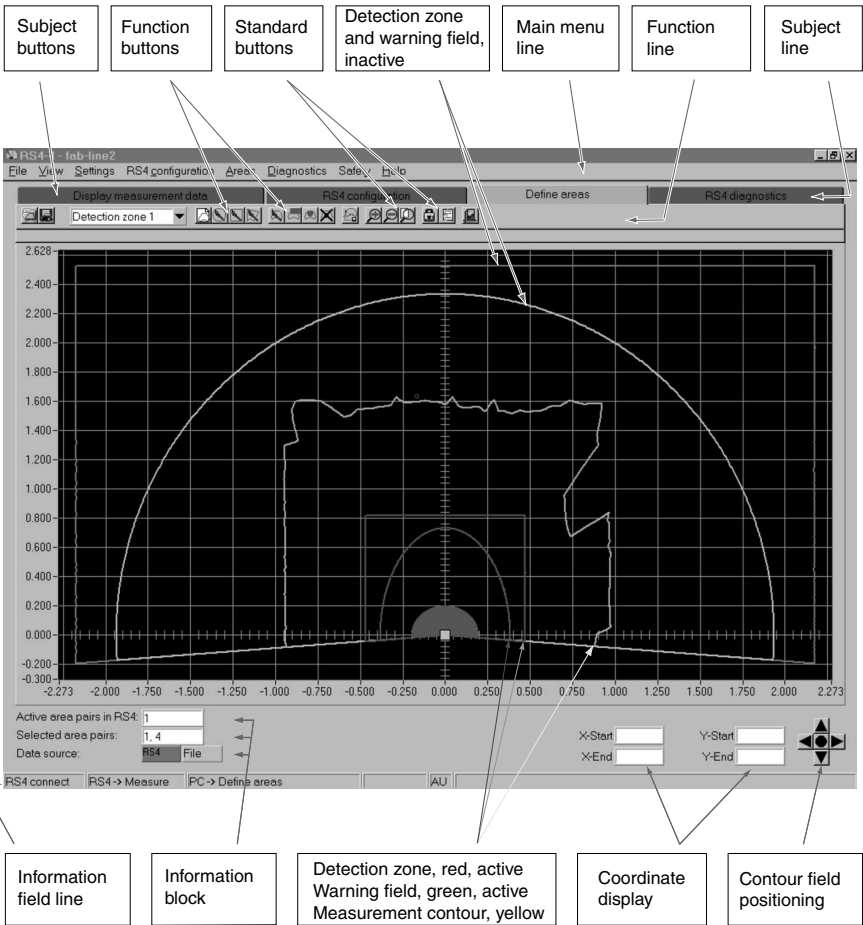 Subject
buttons
Function
buttons
Standard
buttons
Detection zone
and warning field,
inactive
Main menu
line
Function
line
Subject
line
RS4-4 - fab-line2
File View Settings RS4 configuration Areas Diagnostics Safety Help
Display measurement data RS4 configuration Define areas RS4 diagnostics
Detection zone 1
2.628
2.400
2.200
2.000
1.800
1.600
1.400
1.200
1.000
0.800
0.600
0.400
0.200
0.000
-0.200
-0.300
-2.273 -2.000 -1.750 -1.500 -1.250 -1.000 -0.750 -0.500 -0.250 0.000 0.250 0.500 0.750 1.000 1.250 1.500 1.750 2.000 2.273
Active area pairs in RS4: 1
Selected area pairs: 1, 4
Data source: RS4 File
X-Start Y-Start
X-End Y-End
RS4 connect RS4 -> Measure PC -> Define areas AU
Information
field line
Information
block
Detection zone, red, active
Warning field, green, active
Measurement contour, yellow
Coordinate
display
Contour field
positioning